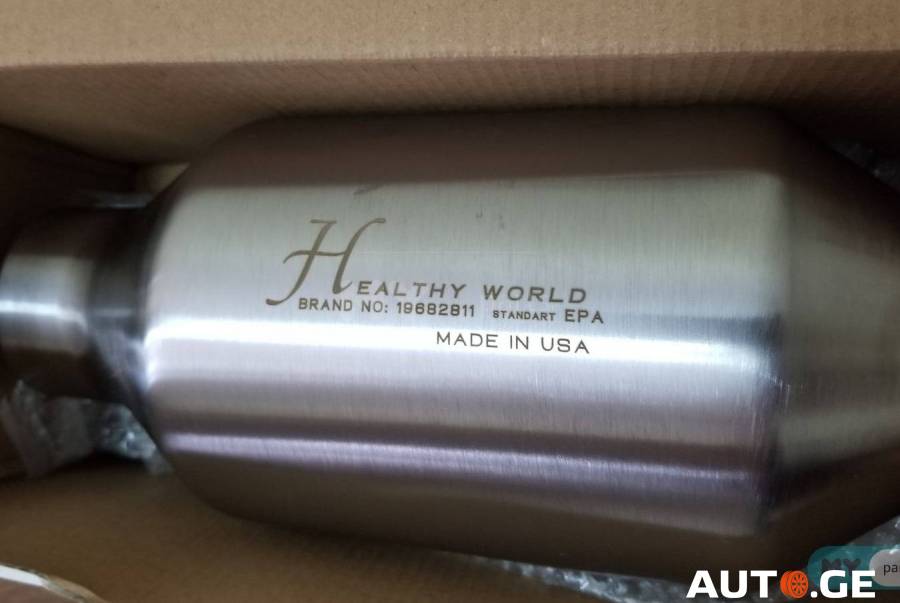 HEALTHY WORLD
BRAND NO: 19682811 STANDART EPA
MADE IN USA
AUTO.GE